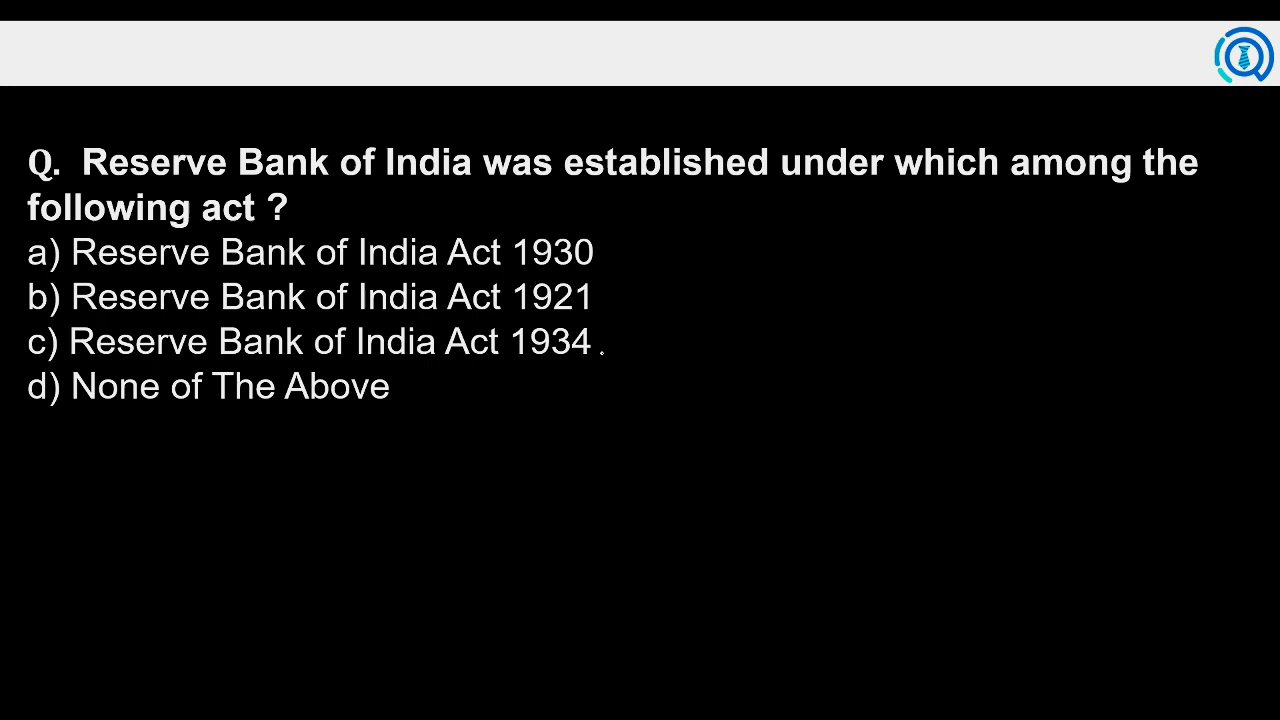 Q. Reserve Bank of India was established under which among the
following act ?
a) Reserve Bank of India Act 1930
b) Reserve Bank of India Act 1921
c) Reserve Bank of India Act 1934
d) None of The Above